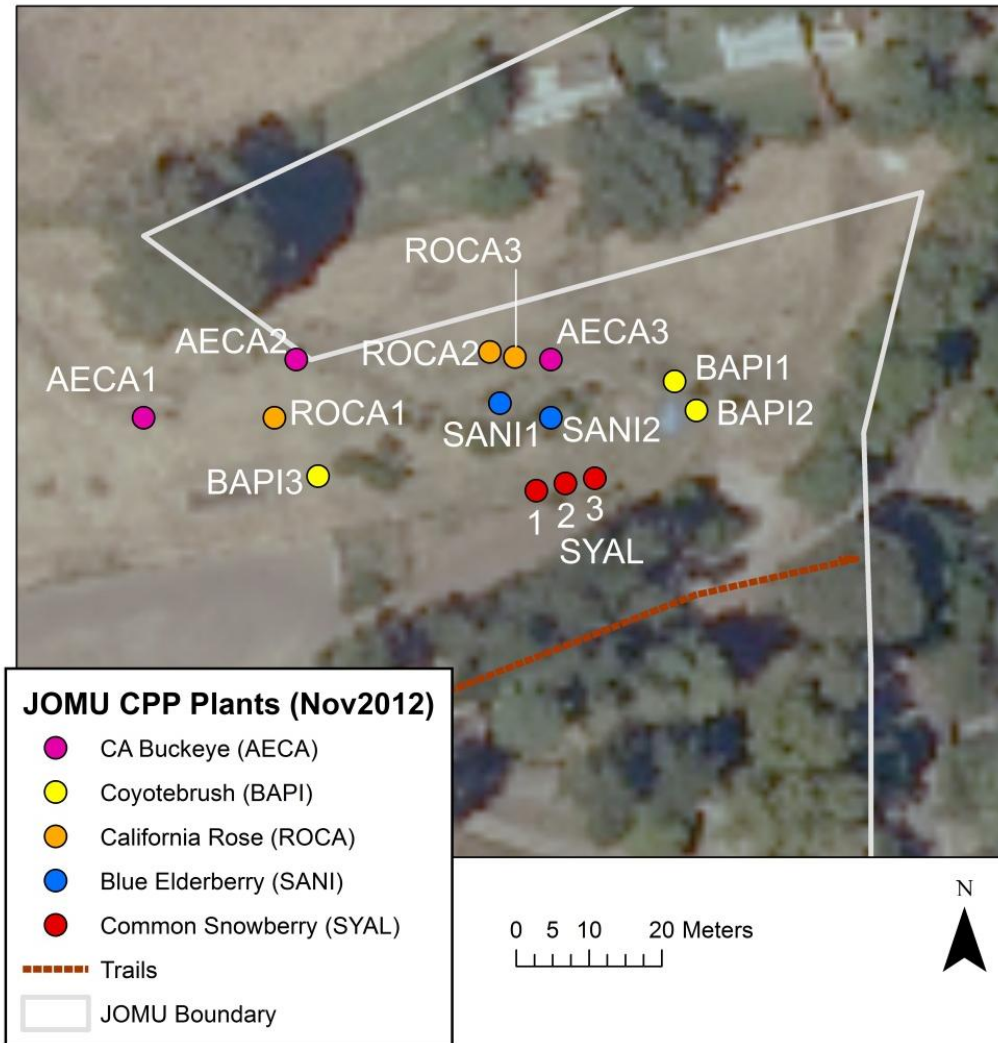 ROCA3
AECA2
ROCA2
AECA3
AECA1
BAPI1
ROCA1
SANI1
SANI2
BAPI2
BAPI3
1 2 3
SYAL
JOMU CPP Plants (Nov2012)
CA Buckeye (AECA)
Coyotebrush (BAPI)
California Rose (ROCA)
Blue Elderberry (SANI)
Common Snowberry (SYAL)
Trails
JOMU Boundary
0 5 10 20 Meters
N